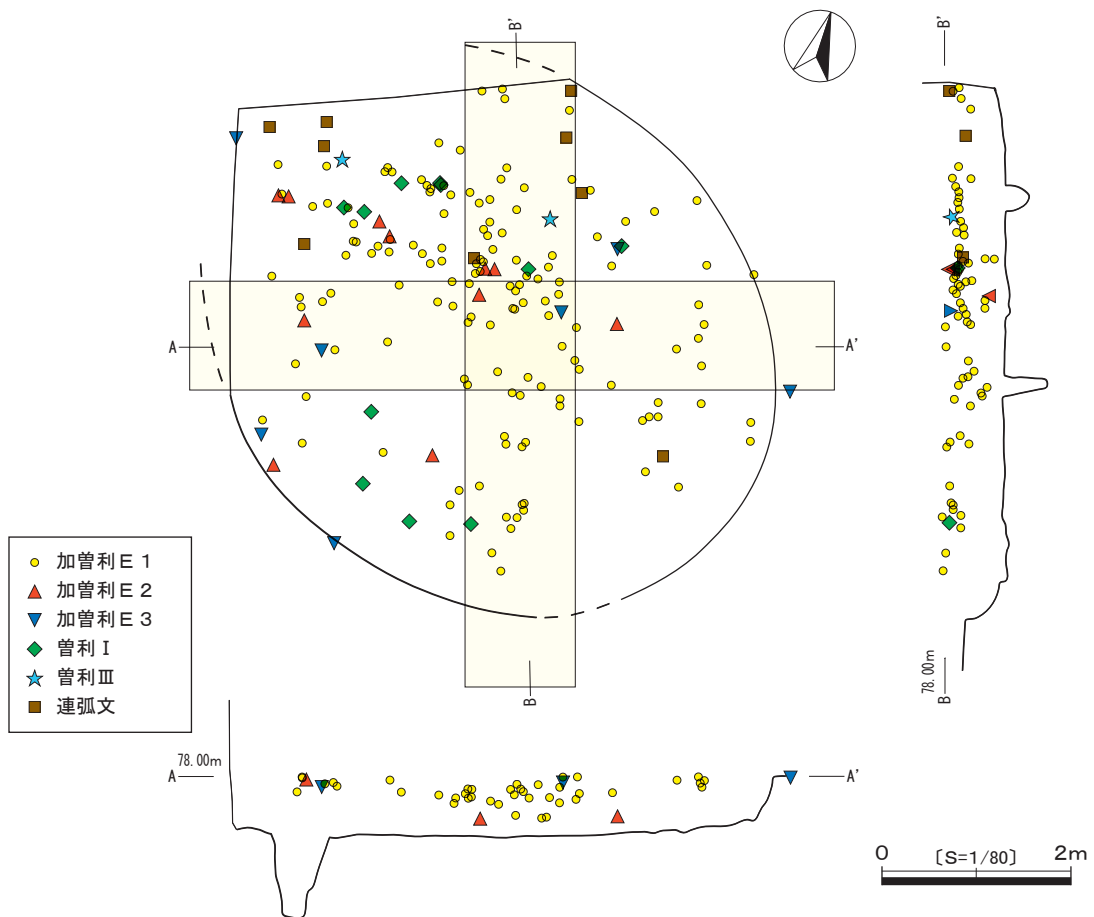 B'
B'
A
A'
加曽利E1
加曽利E2
加曽利E3
曽利Ⅰ
曽利Ⅲ
連弧文
B
78.00m
B
78.00m
A
A'
0 〔S=1/80〕 2m